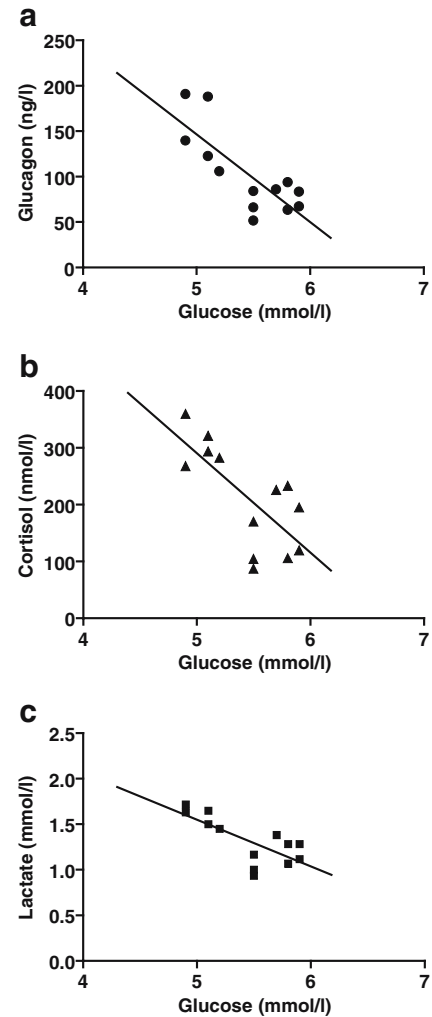 a
250
200
150
100
50
0
Glucagon (ng/l)
4 5 6 7
Glucose (mmol/l)
b
400
300
200
100
0
Cortisol (nmol/l)
4 5 6 7
Glucose (mmol/l)
c
2.5
2.0
1.5
1.0
0.5
0.0
Lactate (mmol/l)
4 5 6 7
Glucose (mmol/l)